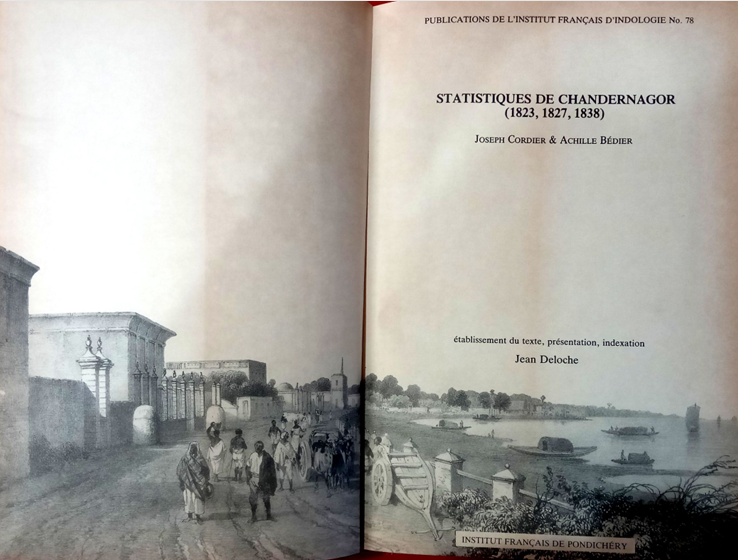 PUBLICATIONS DE L'INSTITUT FRANÇAIS D'INDOLOGIE No. 78
STATISTIQUES DE CHANDERNAGOR
(1823, 1827, 1838)
JOSEPH CORDIER & ACHILLE BÉDIER
établissement du texte, présentation, indexation
Jean Deloche
INSTITUT FRANÇAIS DE PONDICHÉRY